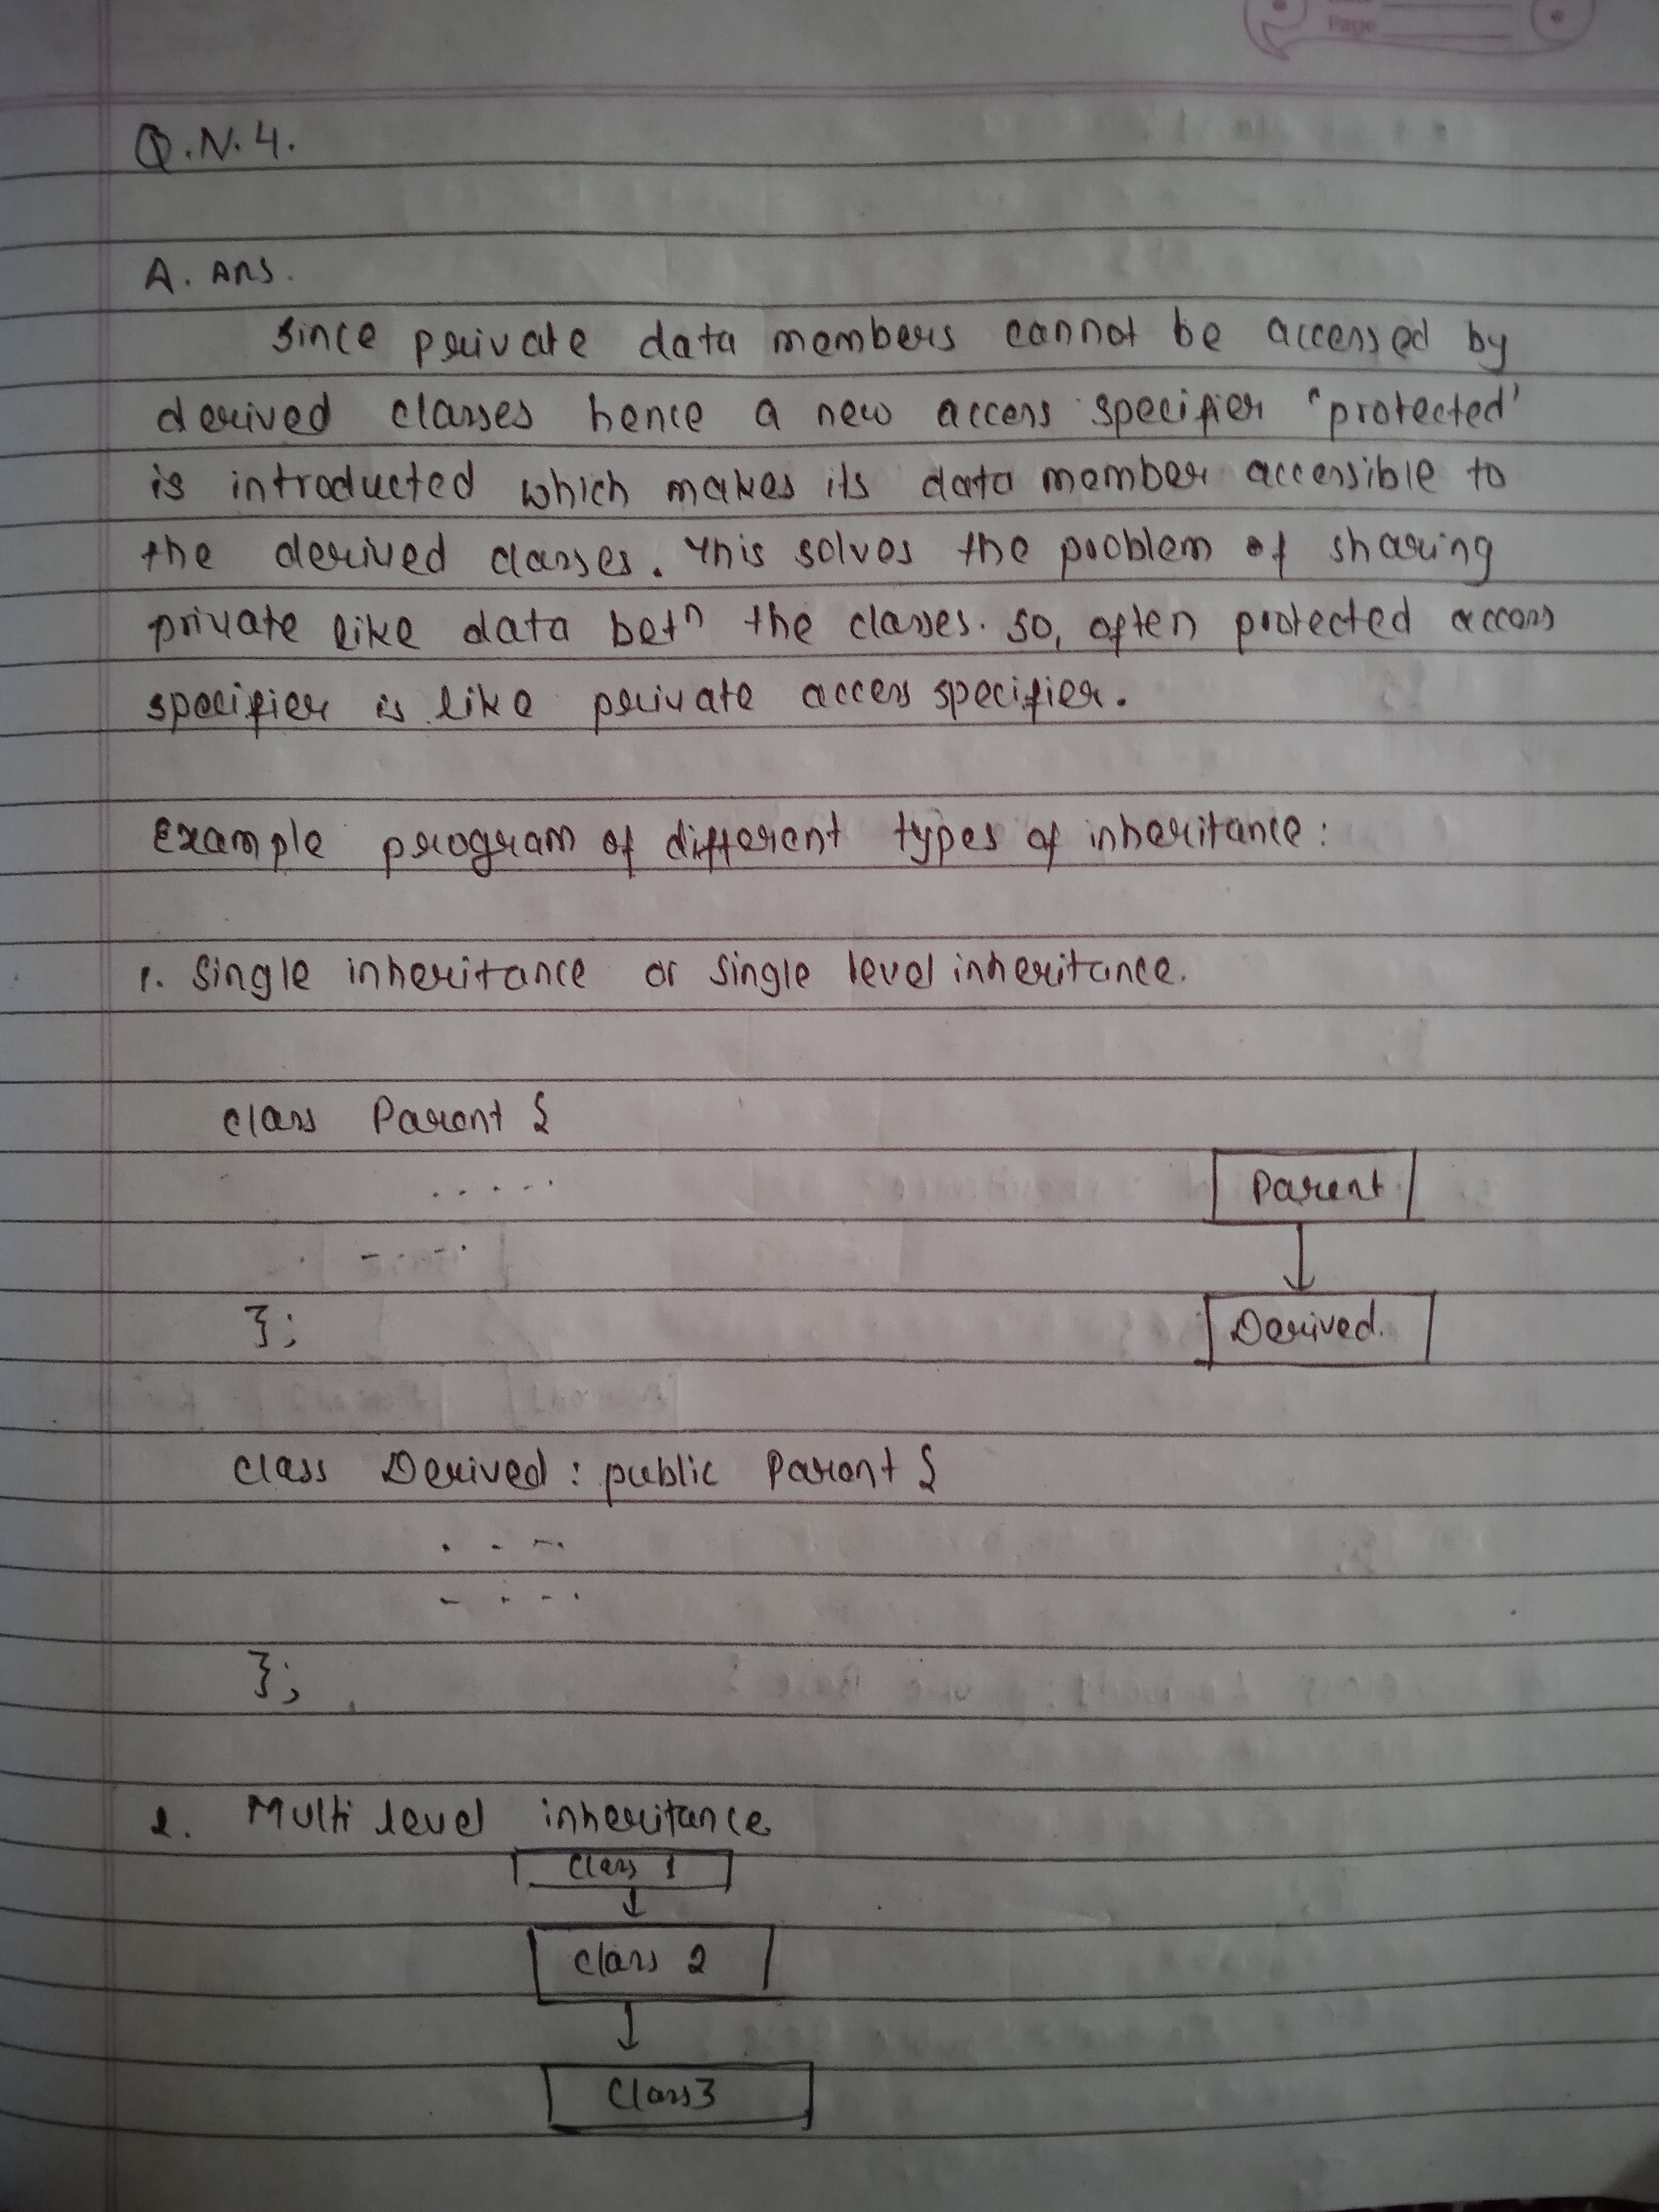 Page
Q.N.4.
A. Ans.
Since private data members cannot be accessed by
derived classes hence a new access specifier 'protected'
is introducted which makes its data member accessible to
the derived classes. This solves the problem of sharing
private like data betn the classes. So, often protected access
specifier is like private access specifier.
Example program of different types of inheritance:
1. Single inheritance or single level inheritance.
class Parent {
.....
-..-.
Parent
};
Derived.
class Derived : public Parent {
. - -.
- . - .
};
2. Multi level inheritance
Class 1
Class 2
Class3